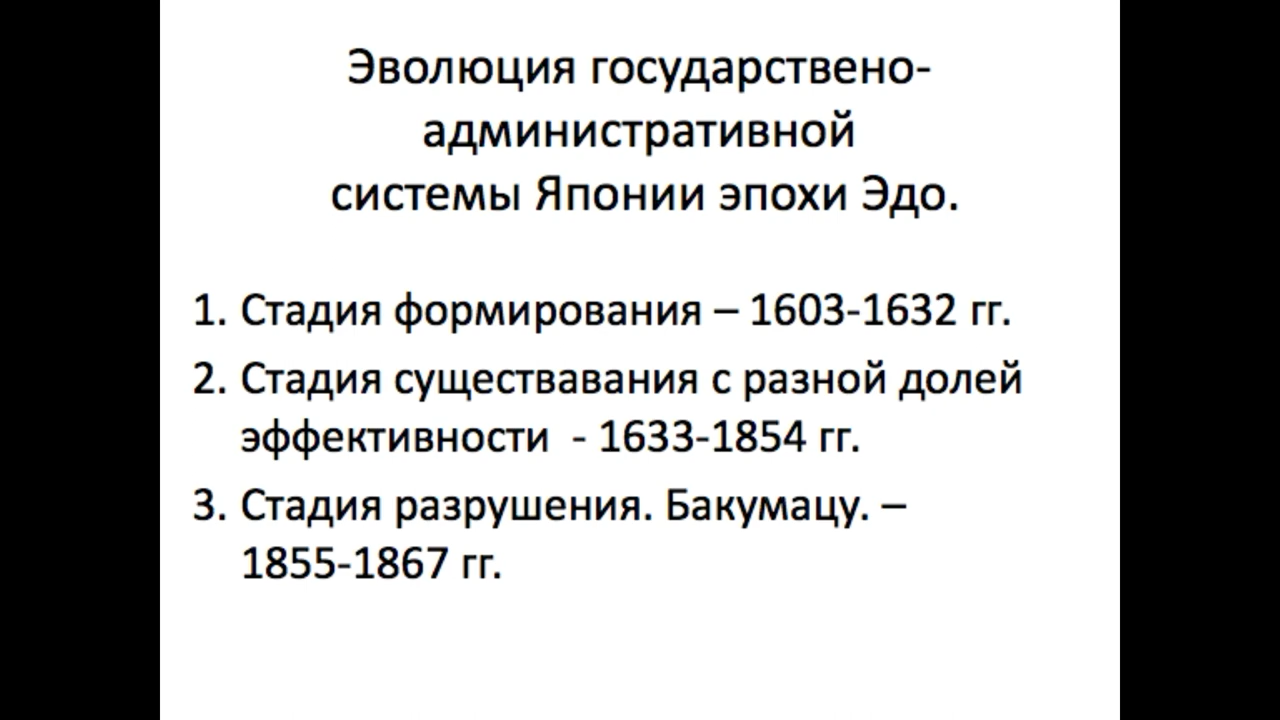 Эволюция государствено-
административной
системы Японии эпохи Эдо.
1. Стадия формирования – 1603-1632 гг.
2. Стадия существавания с разной долей
эффективности  - 1633-1854 гг.
3. Стадия разрушения. Бакумацу. –
1855-1867 гг.